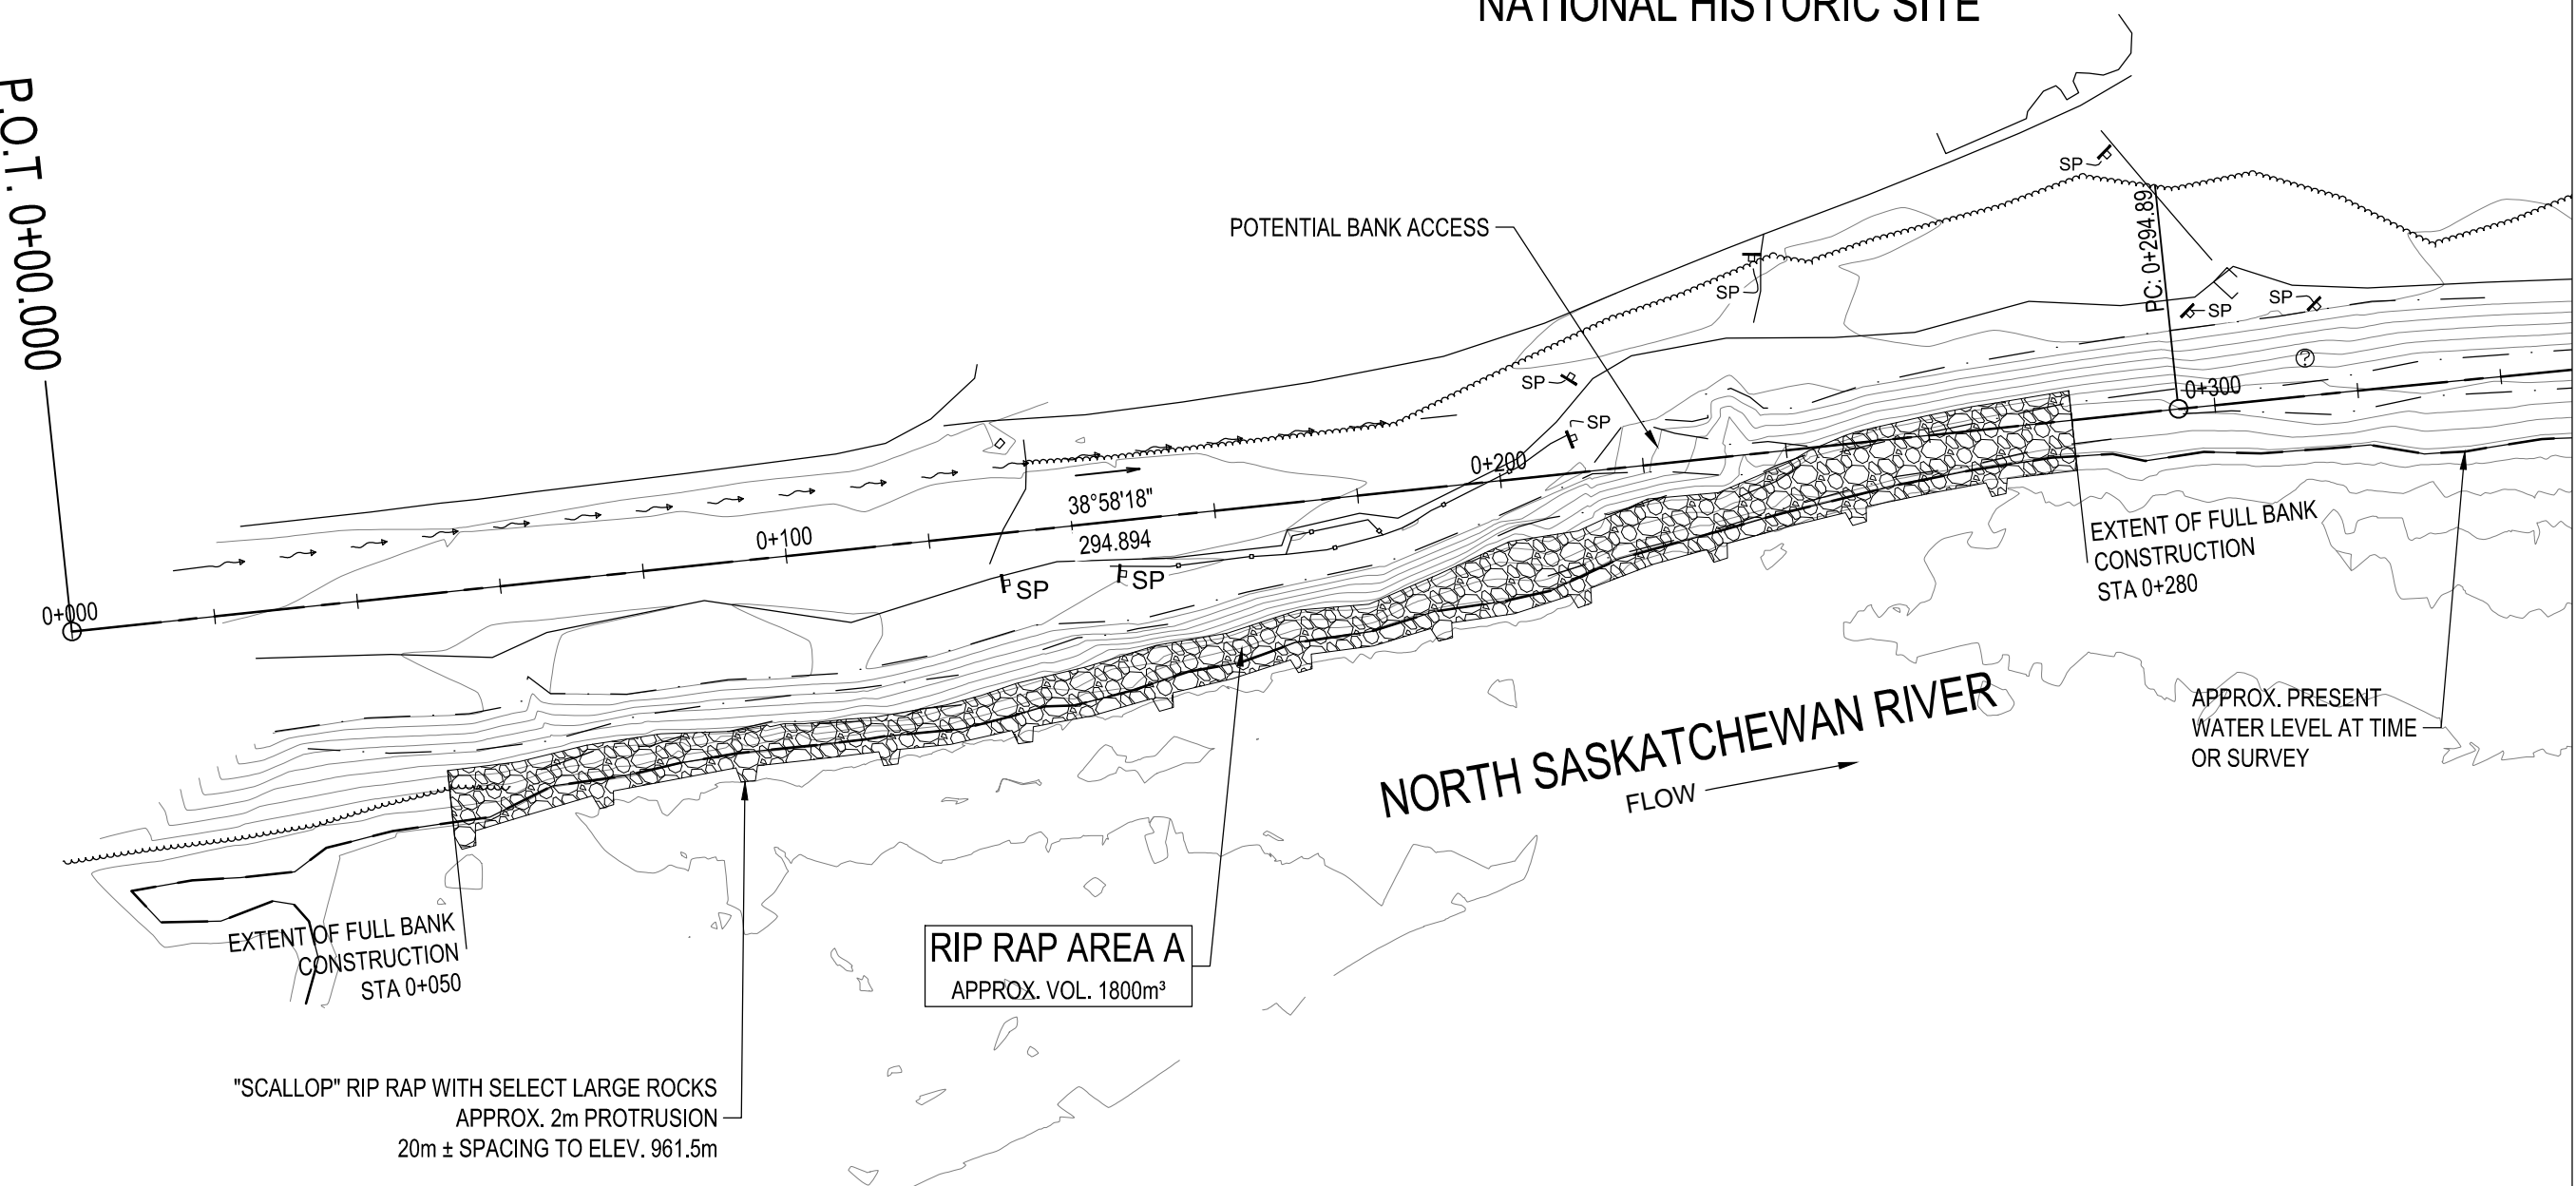 NATIONAL HISTORIC SITE
P.O.T. 0+00.000
SP
POTENTIAL BANK ACCESS
PC: 0+294.89
SP
SP
SP
SP
0+300
SP
SP
0+200
38°58'18"
0+100
294.894
SP
SP
0+000
EXTENT OF FULL BANK
CONSTRUCTION
STA 0+280
NORTH SASKATCHEWAN RIVER
FLOW
APPROX. PRESENT
WATER LEVEL AT TIME
OR SURVEY
EXTENT OF FULL BANK
CONSTRUCTION
STA 0+050
RIP RAP AREA A
APPROX. VOL. 1800m³
"SCALLOP" RIP RAP WITH SELECT LARGE ROCKS
APPROX. 2m PROTRUSION
20m ± SPACING TO ELEV. 961.5m
?